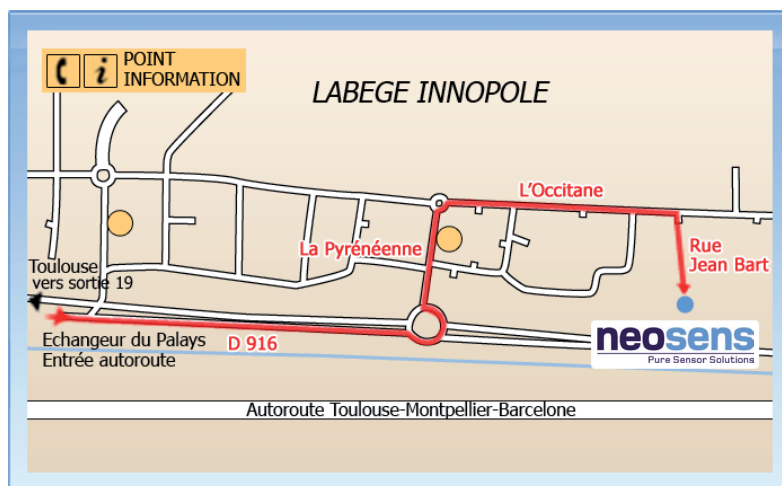 POINT
INFORMATION
LABEGE INNOPOLE
L'Occitane
La Pyrénéenne
Rue
Jean Bart
Toulouse
vers sortie 19
Echangeur du Palays
Entrée autoroute
D 916
neosens
Pure Sensor Solutions
Autoroute Toulouse-Montpellier-Barcelone